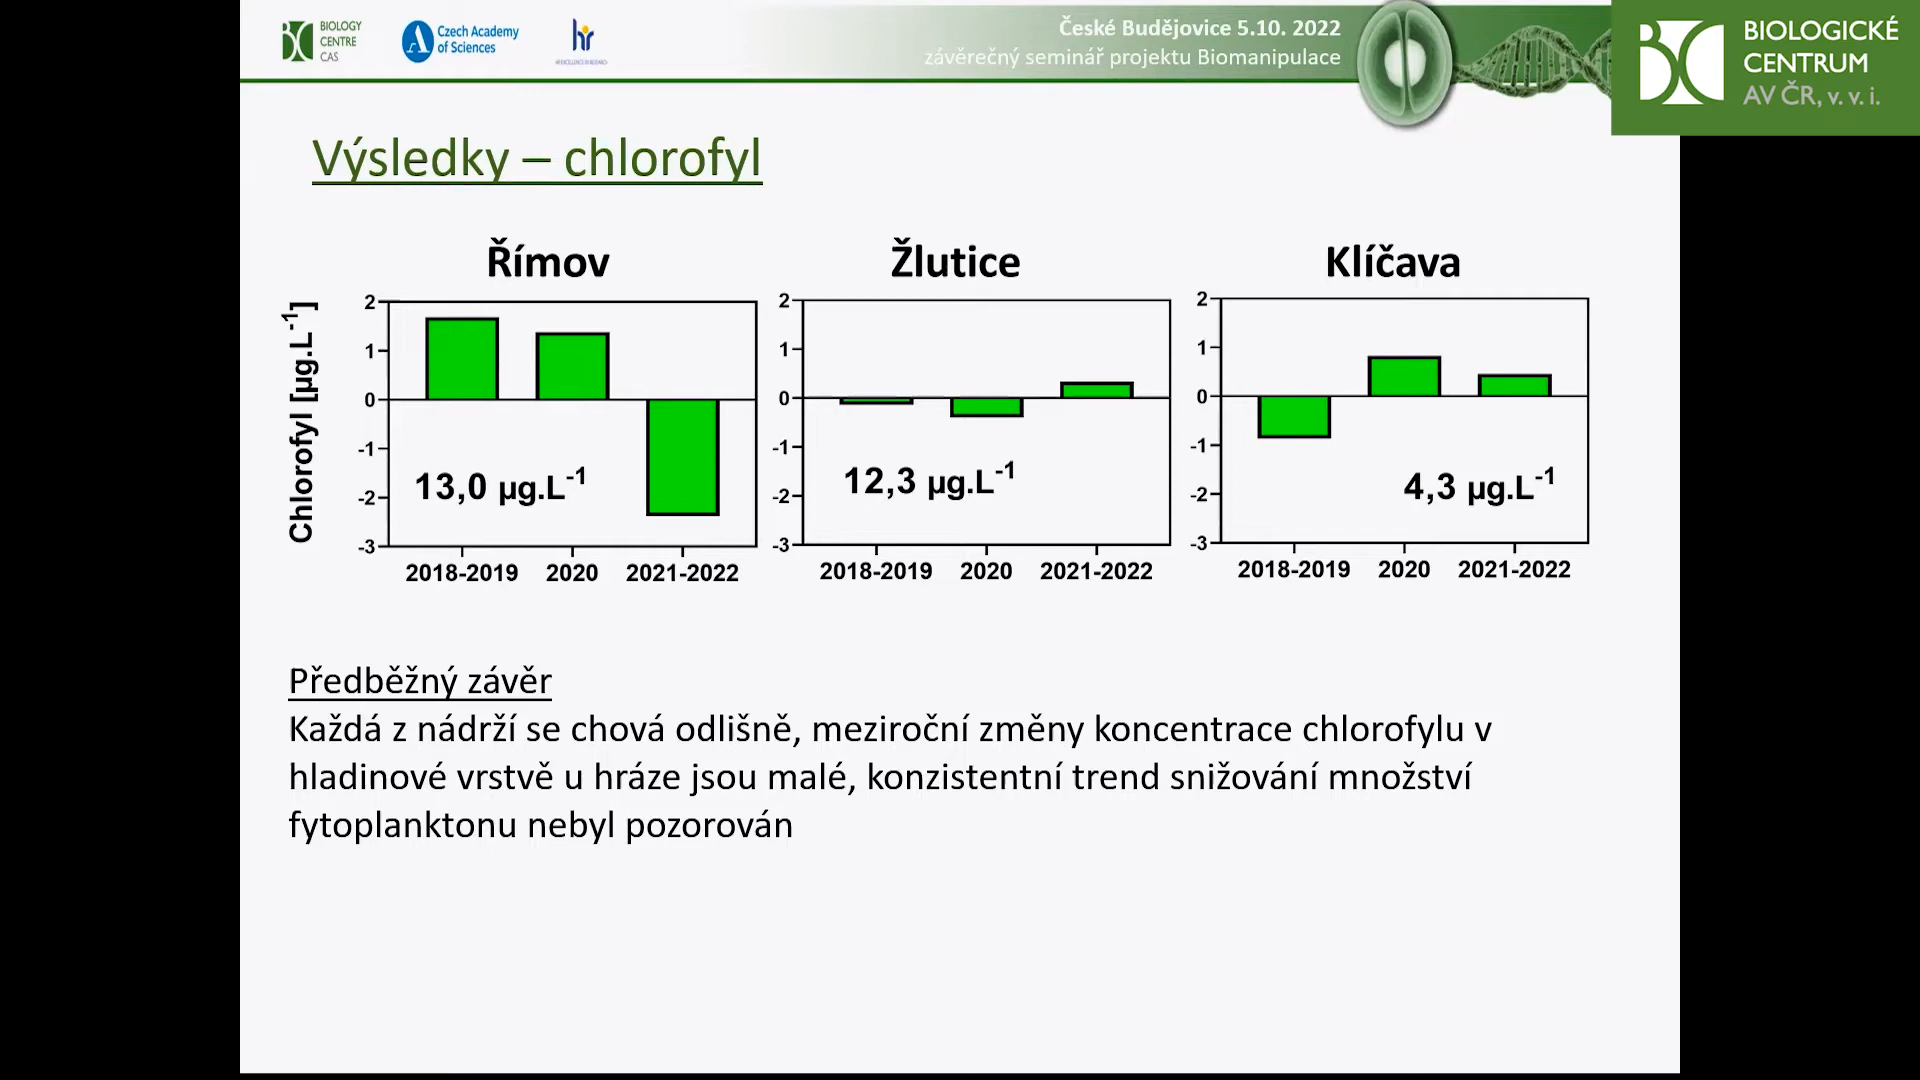 BIOLOGY
CENTRE
CAS
Czech Academy
of Sciences
hr
České Budějovice 5.10. 2022
závěrečný seminář projektu Biomanipulace
BIOLOGICKÉ
CENTRUM
AV ČR, v. v. i.
Výsledky – chlorofyl
Římov
Žlutice
Klíčava
Chlorofyl [µg.L⁻¹]
2
1
0
-1
-2
-3
13,0 µg.L⁻¹
2018-2019 2020 2021-2022
2
1
0
-1
-2
-3
12,3 µg.L⁻¹
2018-2019 2020 2021-2022
2
1
0
-1
-2
-3
4,3 µg.L⁻¹
2018-2019 2020 2021-2022
Předběžný závěr
Každá z nádrží se chová odlišně, meziroční změny koncentrace chlorofylu v
hladinové vrstvě u hráze jsou malé, konzistentní trend snižování množství
fytoplanktonu nebyl pozorován